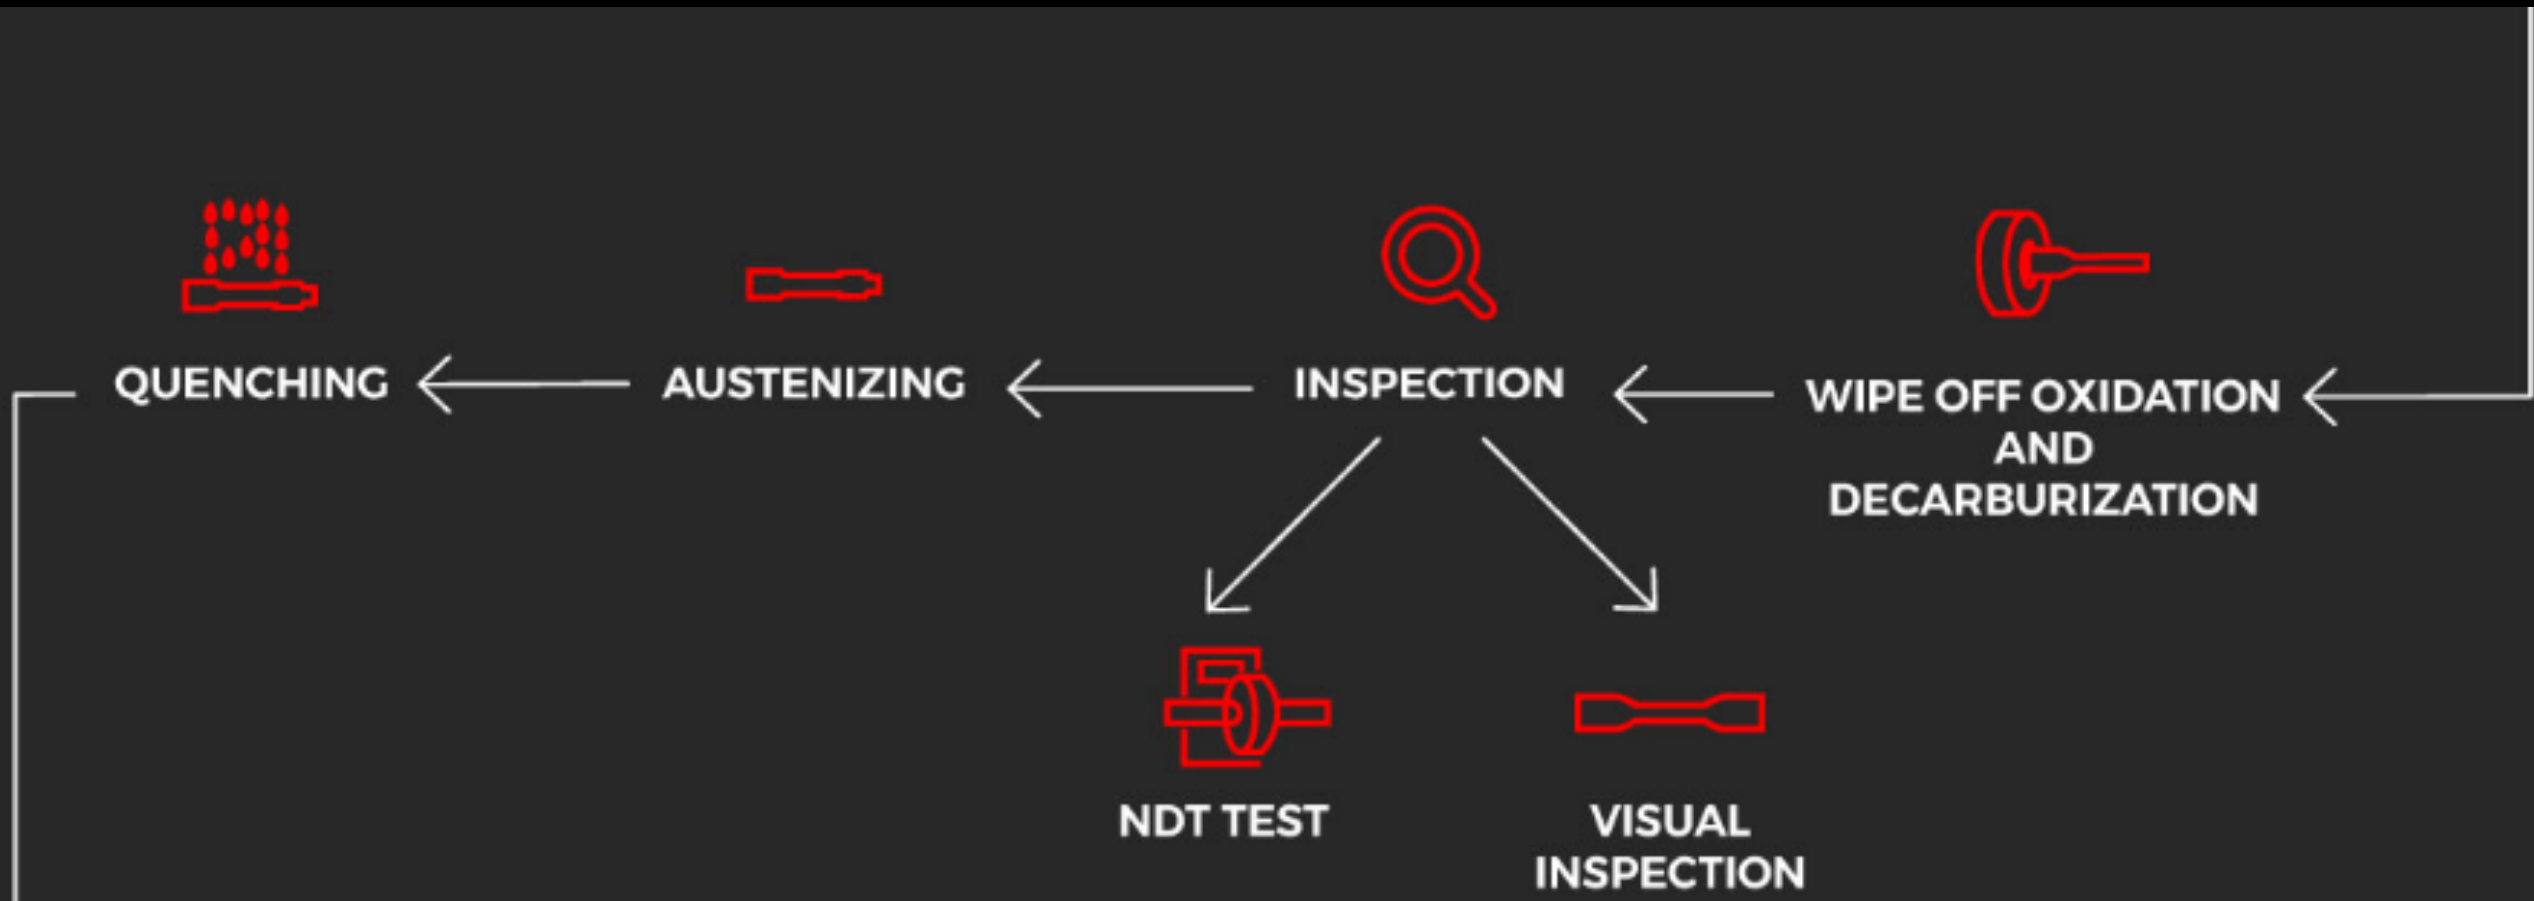 QUENCHING
AUSTENIZING
INSPECTION
WIPE OFF OXIDATION
AND
DECARBURIZATION
NDT TEST
VISUAL
INSPECTION